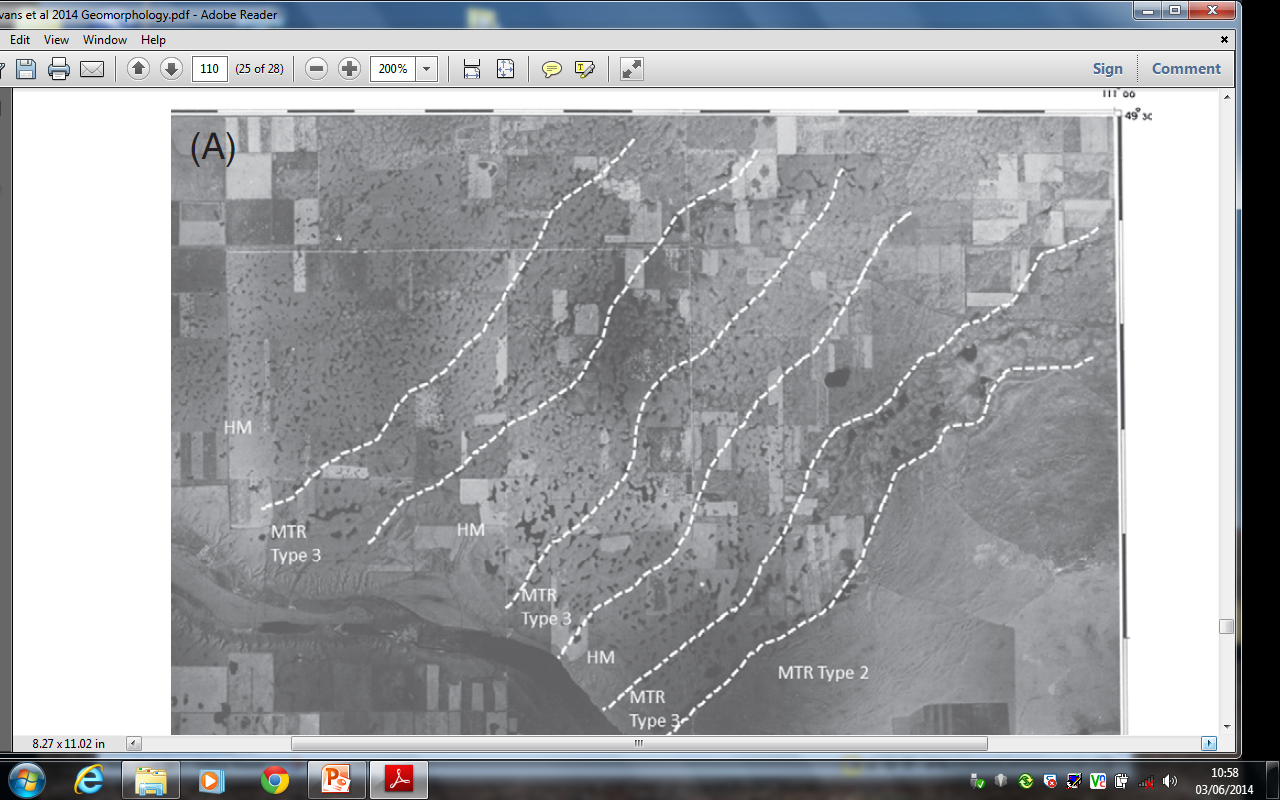 vans et al 2014 Geomorphology.pdf - Adobe Reader
Edit View Window Help
110 (25 of 28) 200% Sign Comment
111° 00
49° 30
(A)
HM
MTR
Type 3
HM
MTR
Type 3
HM
MTR
Type 3
MTR Type 2
8.27 x 11.02 in
10:58
03/06/2014